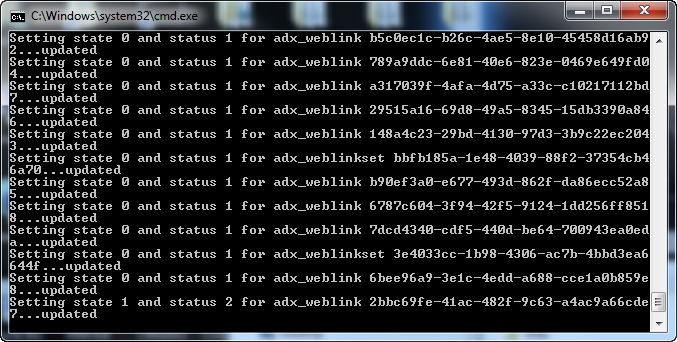 C:\Windows\system32\cmd.exe
Setting state 0 and status 1 for adx_weblink b5c0ec1c-b26c-4ae5-8e10-45458d16ab9
2...updated
Setting state 0 and status 1 for adx_weblink 789a9ddc-6e81-40e6-823e-0469e649fd0
4...updated
Setting state 0 and status 1 for adx_weblink a317039f-4afa-4d75-a33c-c10217112bd
7...updated
Setting state 0 and status 1 for adx_weblink 29515a16-69d8-49a5-8345-15db3390a84
6...updated
Setting state 0 and status 1 for adx_weblink 148a4c23-29bd-4130-97d3-3b9c22ec204
3...updated
Setting state 0 and status 1 for adx_weblinkset bbfb185a-1e48-4039-88f2-37354cb4
6a70...updated
Setting state 0 and status 1 for adx_weblink b90ef3a0-e677-493d-862f-da86ecc52a8
5...updated
Setting state 0 and status 1 for adx_weblink 6787c604-3f94-42f5-9124-1dd256ff851
8...updated
Setting state 0 and status 1 for adx_weblink 7dcd4340-cdf5-440d-be64-700943ea0ed
a...updated
Setting state 0 and status 1 for adx_weblinkset 3e4033cc-1b98-4306-ac7b-4bbd3ea6
644f...updated
Setting state 0 and status 1 for adx_weblink 6bee96a9-3e1c-4edd-a688-cce1a0b859e
8...updated
Setting state 1 and status 2 for adx_weblink 2bbc69fe-41ac-482f-9c63-a4ac9a66cde
7...updated